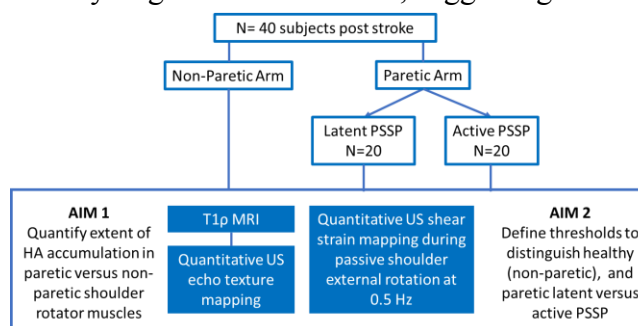 N= 40 subjects post stroke
Non-Paretic Arm
Paretic Arm
Latent PSSP
N=20
Active PSSP
N=20
AIM 1
Quantify extent of
HA accumulation in
paretic versus non-
paretic shoulder
rotator muscles
T1ρ MRI
Quantitative US
echo texture
mapping
Quantitative US shear
strain mapping during
passive shoulder
external rotation at
0.5 Hz
AIM 2
Define thresholds to
distinguish healthy
(non-paretic), and
paretic latent versus
active PSSP